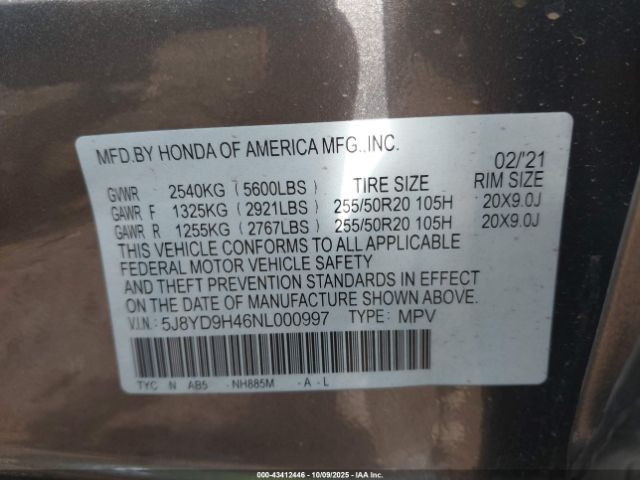 MFD.BY HONDA OF AMERICA MFG.,INC.
02/'21
GVWR 2540KG (5600LBS) TIRE SIZE RIM SIZE
GAWR F 1325KG (2921LBS) 255/50R20 105H 20X9.0J
GAWR R 1255KG (2767LBS) 255/50R20 105H 20X9.0J
THIS VEHICLE CONFORMS TO ALL APPLICABLE
FEDERAL MOTOR VEHICLE SAFETY
AND THEFT PREVENTION STANDARDS IN EFFECT
ON THE DATE OF MANUFACTURE SHOWN ABOVE.
V.I.N.: 5J8YD9H46NL000997 TYPE: MPV
TYC N AB5 -NH885M -A-L
000-43412446 - 10/09/2025 - IAA Inc.